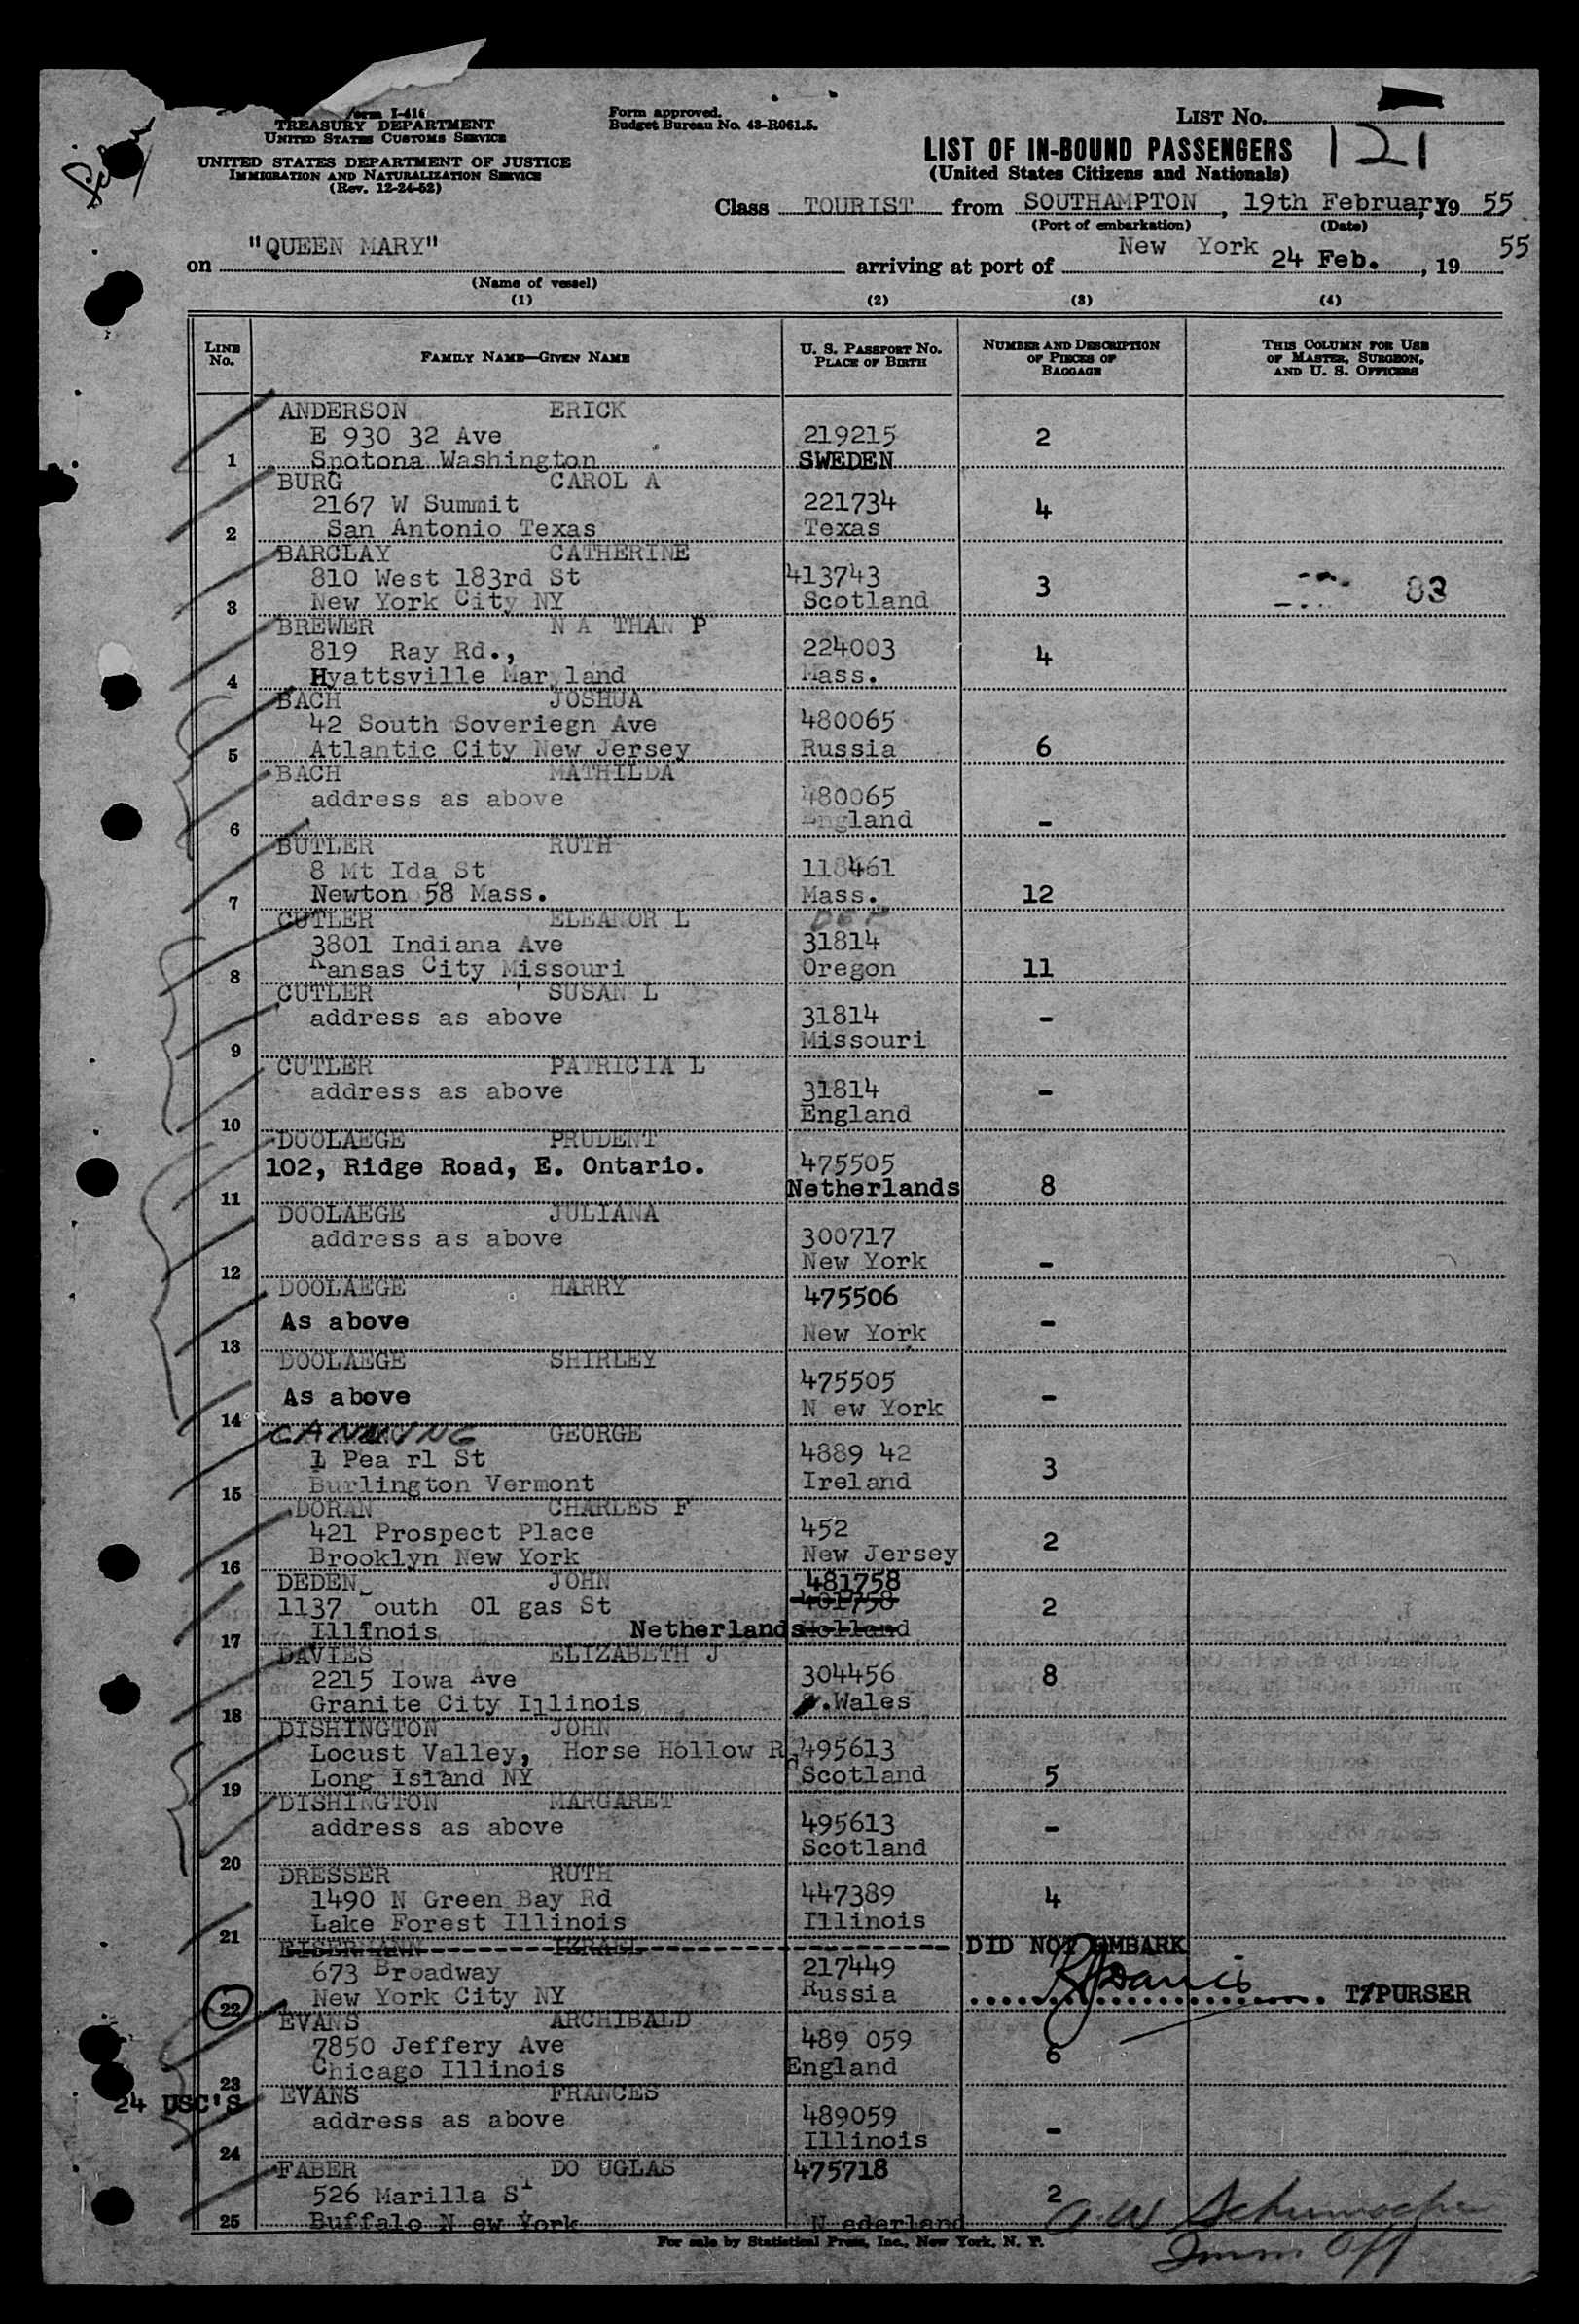 Form I-416
TREASURY DEPARTMENT
UNITED STATES CUSTOMS SERVICE
UNITED STATES DEPARTMENT OF JUSTICE
IMMIGRATION AND NATURALIZATION SERVICE
(Rev. 12-24-52)
Form approved.
Budget Bureau No. 43-R061.5.
LIST No.
121
LIST OF IN-BOUND PASSENGERS
(United States Citizens and Nationals)
Class TOURIST from SOUTHAMPTON, 19th February, 19 55
(Port of embarkation) (Date)
on "QUEEN MARY" arriving at port of New York 24 Feb., 19 55
(Name of vessel)
(1) (2) (3) (4)
LINE No. FAMILY NAME—GIVEN NAME U. S. PASSPORT No. PLACE OF BIRTH NUMBER AND DESCRIPTION OF PIECES OF BAGGAGE THIS COLUMN FOR USE OF MASTER, SURGEON, AND U. S. OFFICERS
ANDERSON ERICK
E 930 32 Ave 219215 2
1 Spotona Washington SWEDEN
BURG CAROL A
2167 W Summit 221734 4
2 San Antonio Texas Texas
BARCLAY CATHERINE
810 West 183rd St 413743 3 83
3 New York City NY Scotland
BREWER N A THAN P
819 Ray Rd., 224003 4
4 Hyattsville Mar land Mass.
BACH JOSHUA
42 South Soveriegn Ave 480065
5 Atlantic City New Jersey Russia 6
BACH MATHILDA
address as above 480065
6 England -
BUTLER RUTH
8 Mt Ida St 118461
7 Newton 58 Mass. Mass. 12
CUTLER ELEANOR L DEP
3801 Indiana Ave 31814
8 Kansas City Missouri Oregon 11
CUTLER SUSAN L
address as above 31814 -
9 Missouri
CUTLER PATRICIA L
address as above 31814 -
10 England
DOOLAEGE PRUDENT
102, Ridge Road, E. Ontario. 475505
11 Netherlands 8
DOOLAEGE JULIANA
address as above 300717
12 New York -
DOOLAEGE HARRY 475506
As above -
13 New York
DOOLAEGE SHIRLEY
As above 475505 -
14 N ew York
CANNING GEORGE
1 Pea rl St 4889 42 3
15 Burlington Vermont Ireland
DORAN CHARLES F
421 Prospect Place 452 2
16 Brooklyn New York New Jersey
DEDEN JOHN 481758
1137 outh Ol gas St 481758 2
17 Illinois Netherlands Holland
DAVIES ELIZABETH J
2215 Iowa Ave 304456 8
18 Granite City Illinois .Wales
DISHINGTON JOHN
Locust Valley, Horse Hollow Rd 495613
19 Long Island NY Scotland 5
DISHINGTON MARGARET
address as above 495613 -
20 Scotland
DRESSER RUTH
1490 N Green Bay Rd 447389 4
21 Lake Forest Illinois Illinois
EISERMANN IZRAEL DID NOT EMBARK
673 Broadway 217449
22 New York City NY Russia T/PURSER
EVANS ARCHIBALD
7850 Jeffery Ave 489 059 6
23 Chicago Illinois England
24 USC'S
EVANS FRANCES
address as above 489059
24 Illinois -
FABER DO UGLAS 475718
526 Marilla St 2
25 Buffalo N ew York N ederland
A.W. Schumacher
Imm Off
For sale by Statistical Press, Inc., New York, N. Y.